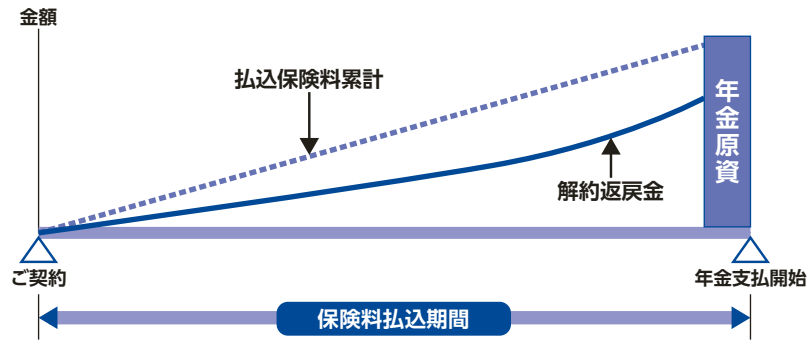 金額
払込保険料累計
年金原資
解約返戻金
ご契約
年金支払開始
保険料払込期間